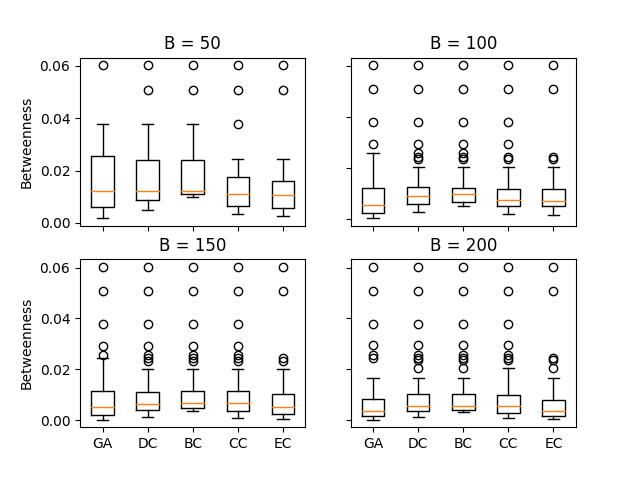 B = 50
B = 100
Betweenness
0.06
0.04
0.02
0.00
B = 150
B = 200
Betweenness
0.06
0.04
0.02
0.00
GA DC BC CC EC
GA DC BC CC EC